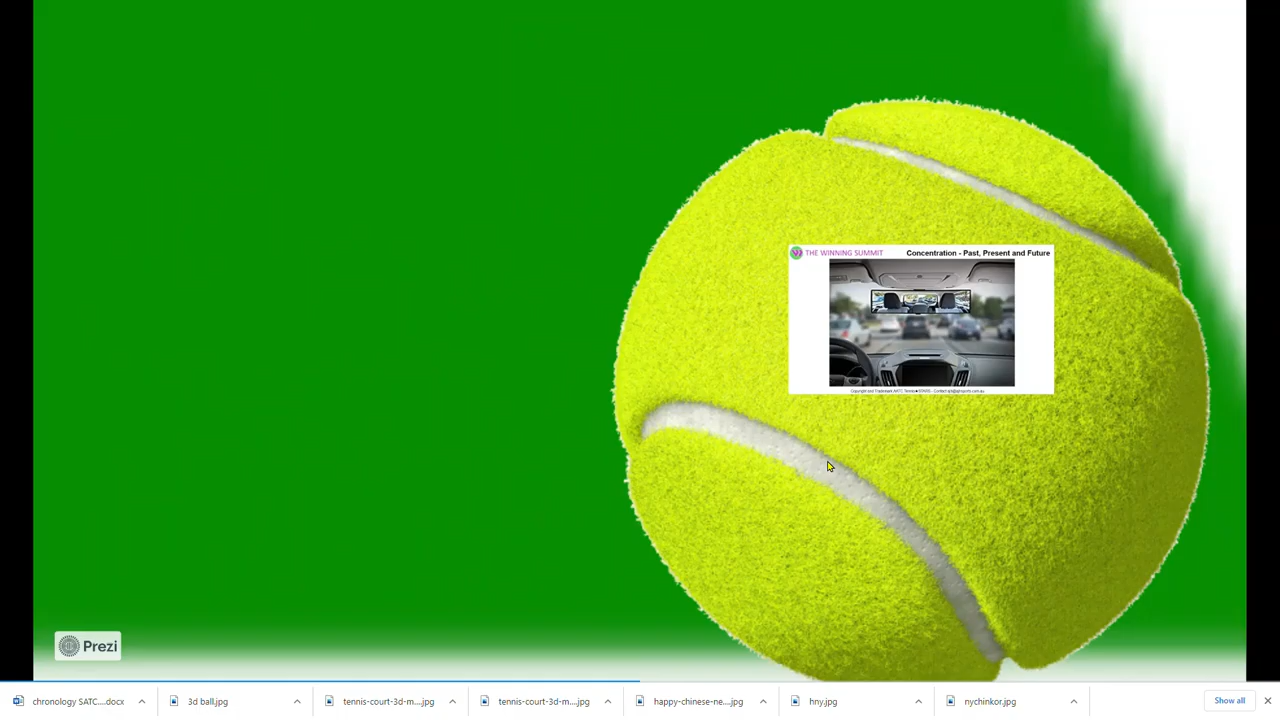 THE WINNING SUMMIT
Concentration - Past, Present and Future
Prezi
chronology SATC....docx
3d ball.jpg
tennis-court-3d-m....jpg
tennis-court-3d-m....jpg
happy-chinese-ne....jpg
hny.jpg
nychinkor.jpg
Show all